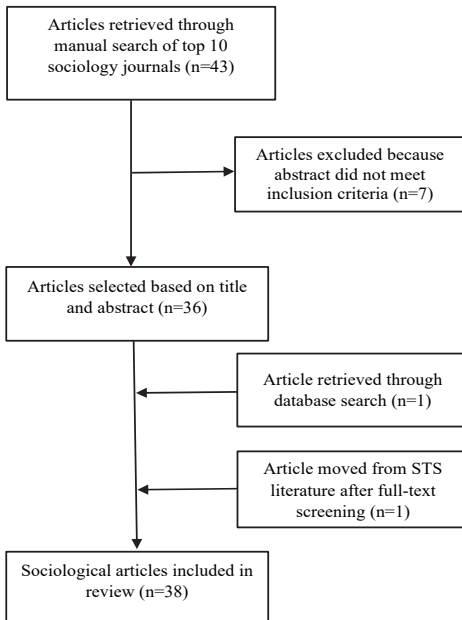 Articles retrieved through
manual search of top 10
sociology journals (n=43)
Articles excluded because
abstract did not meet
inclusion criteria (n=7)
Articles selected based on title
and abstract (n=36)
Article retrieved through
database search (n=1)
Article moved from STS
literature after full-text
screening (n=1)
Sociological articles included in
review (n=38)